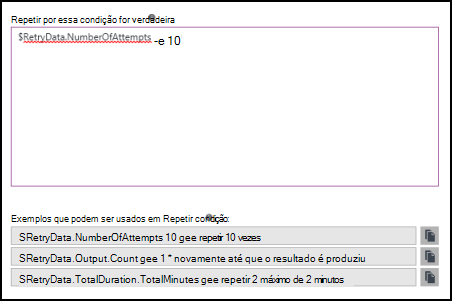 Repetir por essa condição for verdadeira
$RetryData.NumberOfAttempts -e 10
Exemplos que podem ser usados em Repetir condição:
SRetryData.NumberOfAttempts 10 gee repetir 10 vezes
SRetryData.Output.Count gee 1 * novamente até que o resultado é produziu
SRetryData.TotalDuration.TotalMinutes gee repetir 2 máximo de 2 minutos